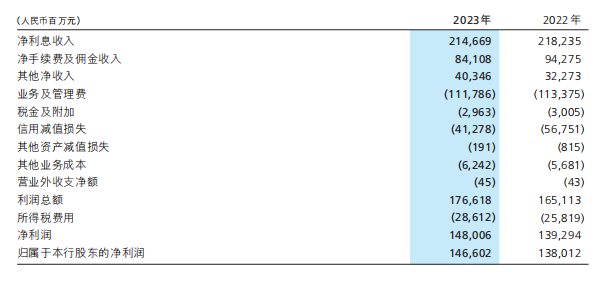 （人民币百万元） 2023年 2022年
净利息收入 214,669 218,235
净手续费及佣金收入 84,108 94,275
其他净收入 40,346 32,273
业务及管理费 (111,786) (113,375)
税金及附加 (2,963) (3,005)
信用减值损失 (41,278) (56,751)
其他资产减值损失 (191) (815)
其他业务成本 (6,242) (5,681)
营业外收支净额 (45) (43)
利润总额 176,618 165,113
所得税费用 (28,612) (25,819)
净利润 148,006 139,294
归属于本行股东的净利润 146,602 138,012